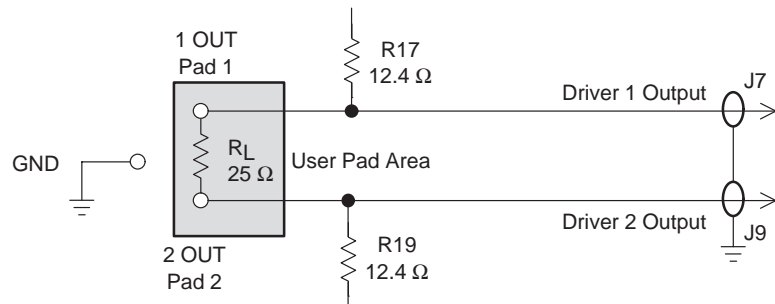 1 OUT
Pad 1
R17
12.4 Ω
Driver 1 Output
J7
GND
RL
25 Ω
User Pad Area
2 OUT
Pad 2
R19
12.4 Ω
Driver 2 Output
J9